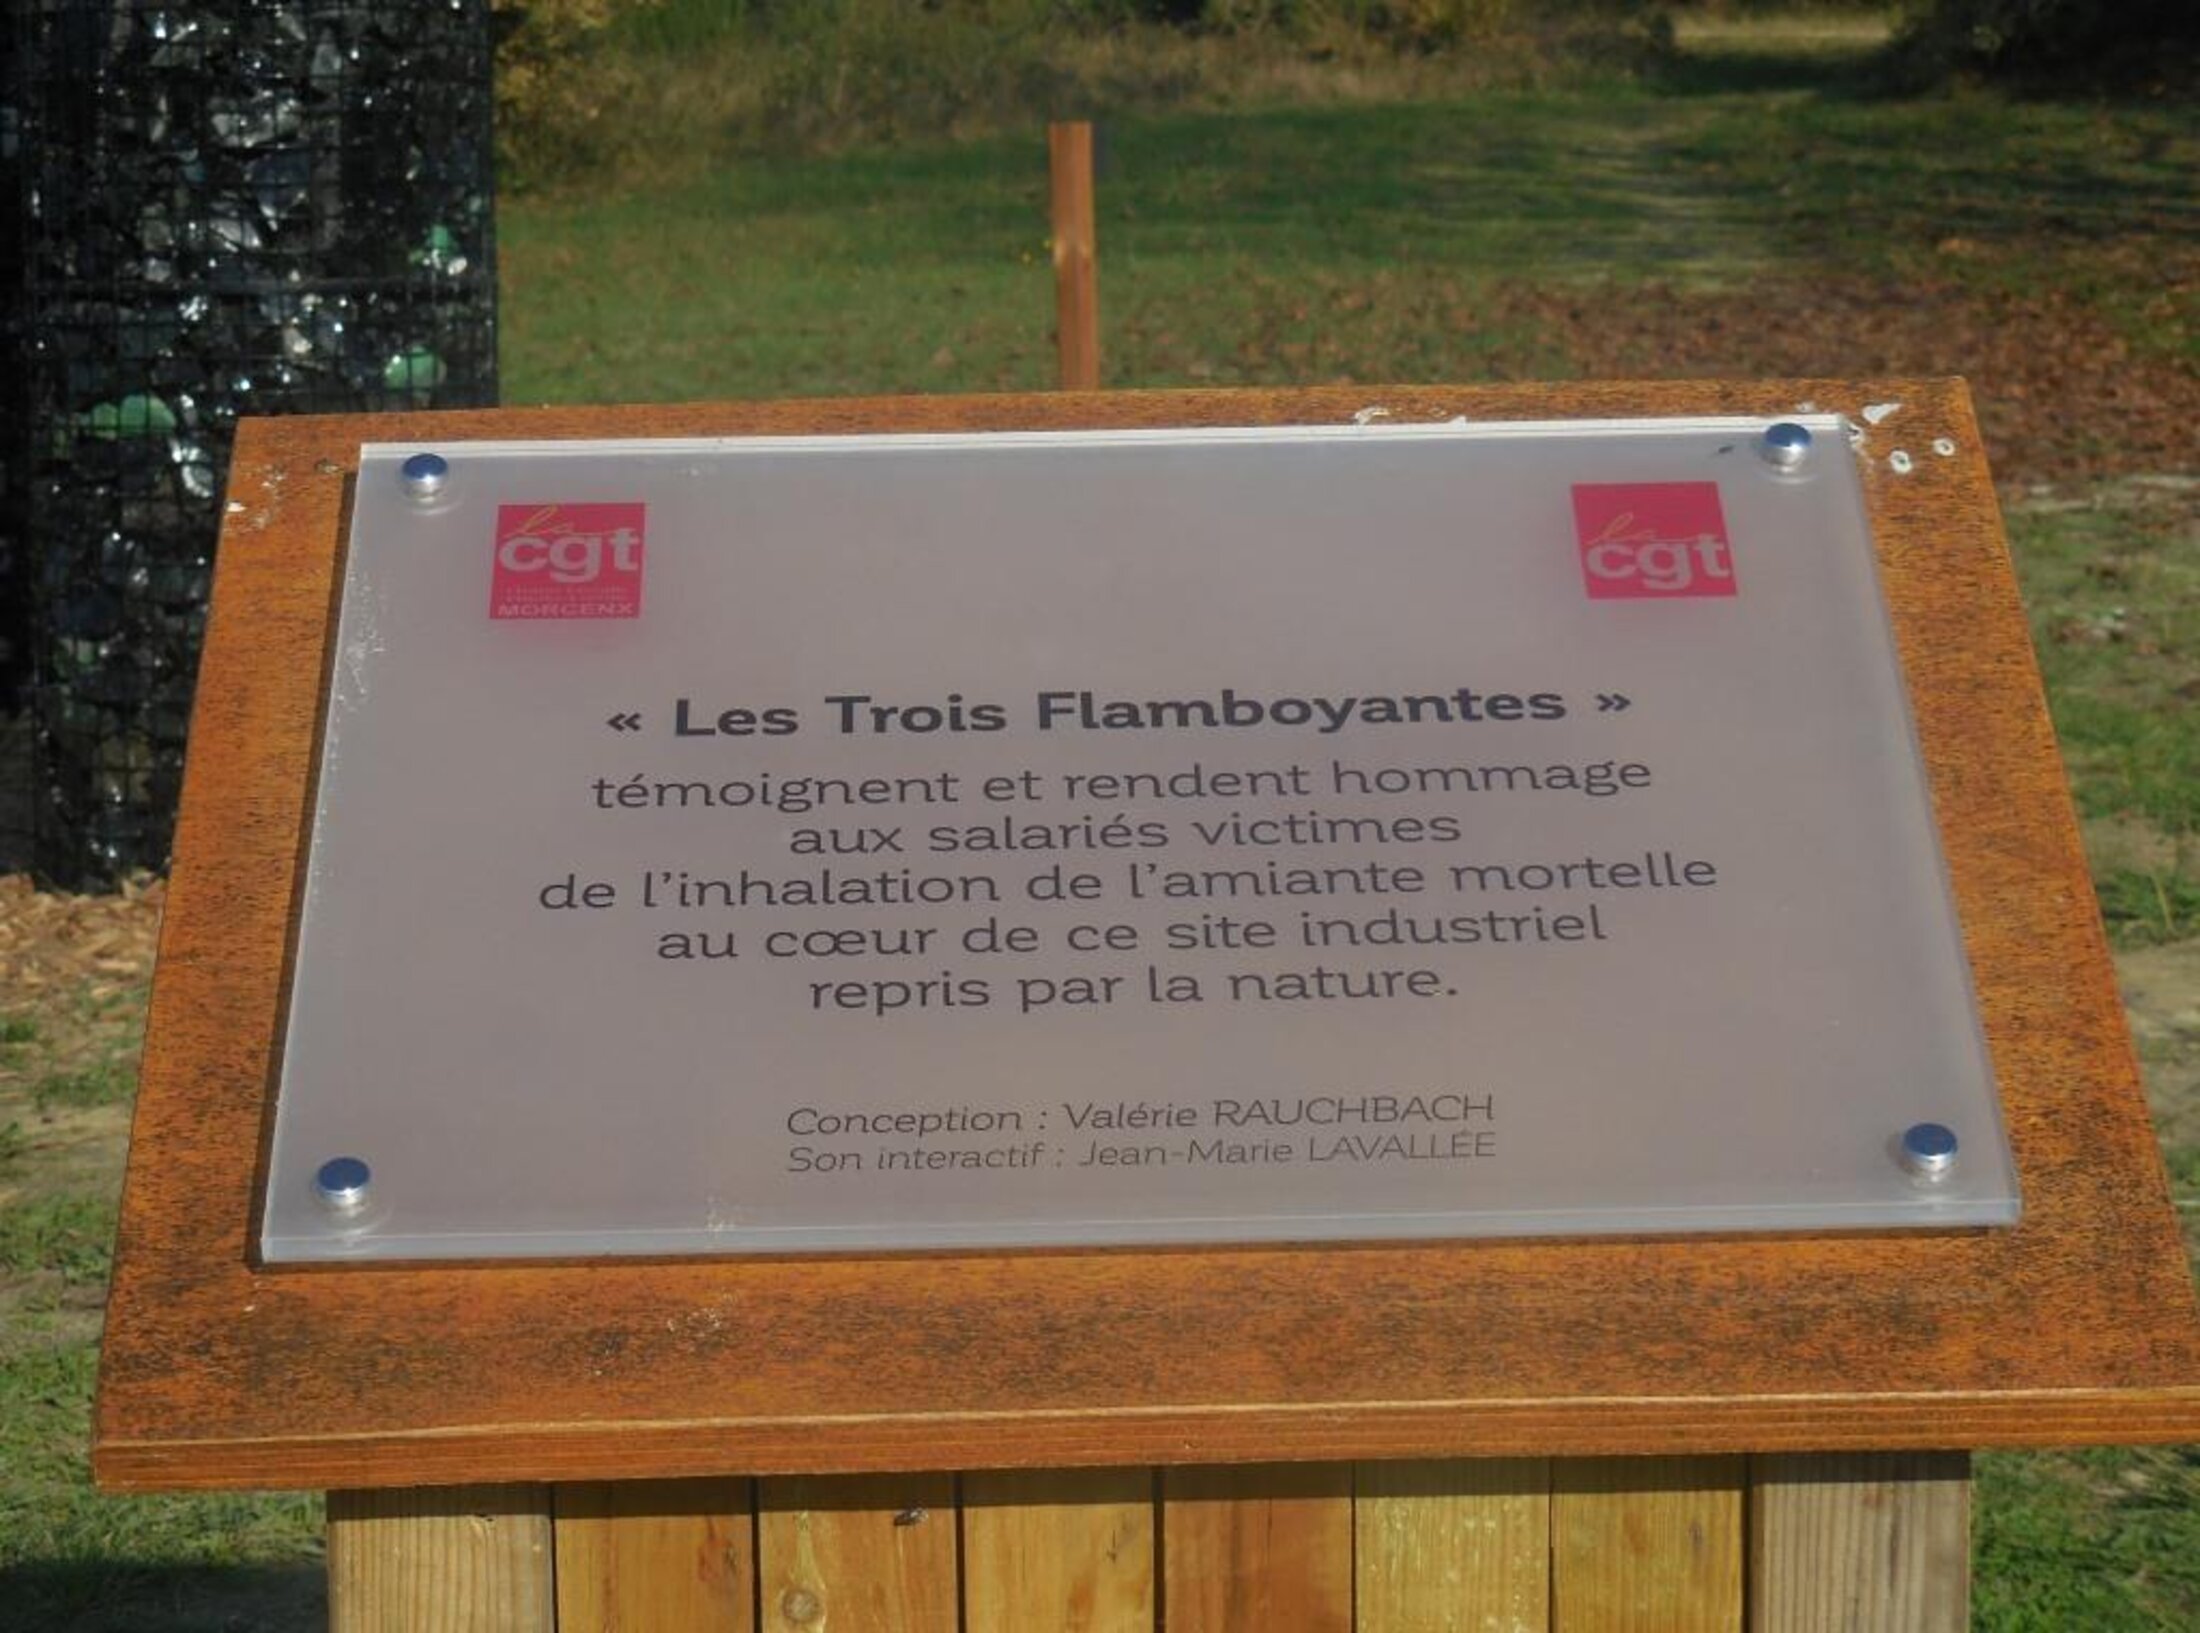 la cgt
MORCENX
la cgt
« Les Trois Flamboyantes »
témoignent et rendent hommage
aux salariés victimes
de l'inhalation de l'amiante mortelle
au cœur de ce site industriel
repris par la nature.
Conception : Valérie RAUCHBACH
Son interactif : Jean-Marie LAVALLÉE